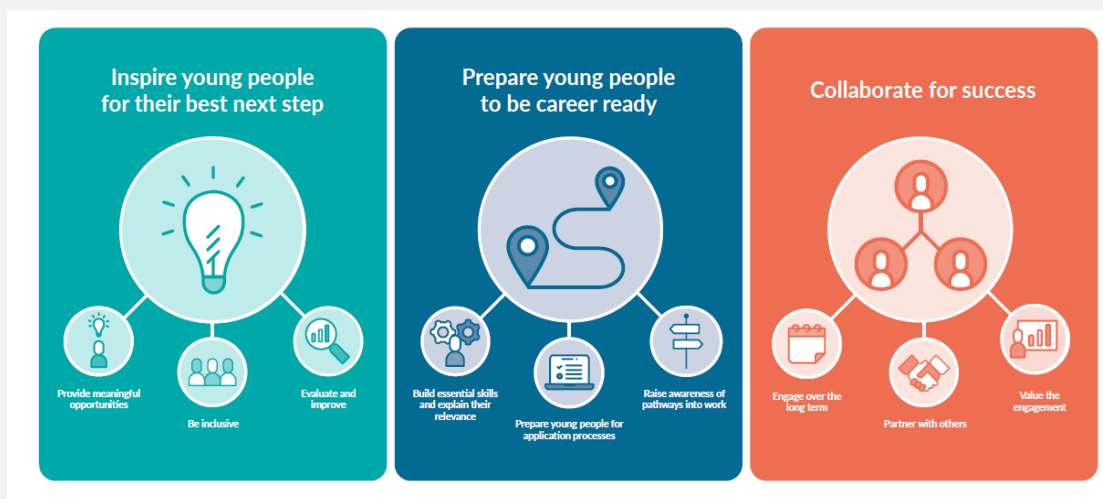 Inspire young people
for their best next step
Provide meaningful
opportunities
Be inclusive
Evaluate and
improve
Prepare young people
to be career ready
Build essential skills
and explain their
relevance
Prepare young people for
application processes
Raise awareness of
pathways into work
Collaborate for success
Engage over the
long term
Partner with others
Value the
engagement